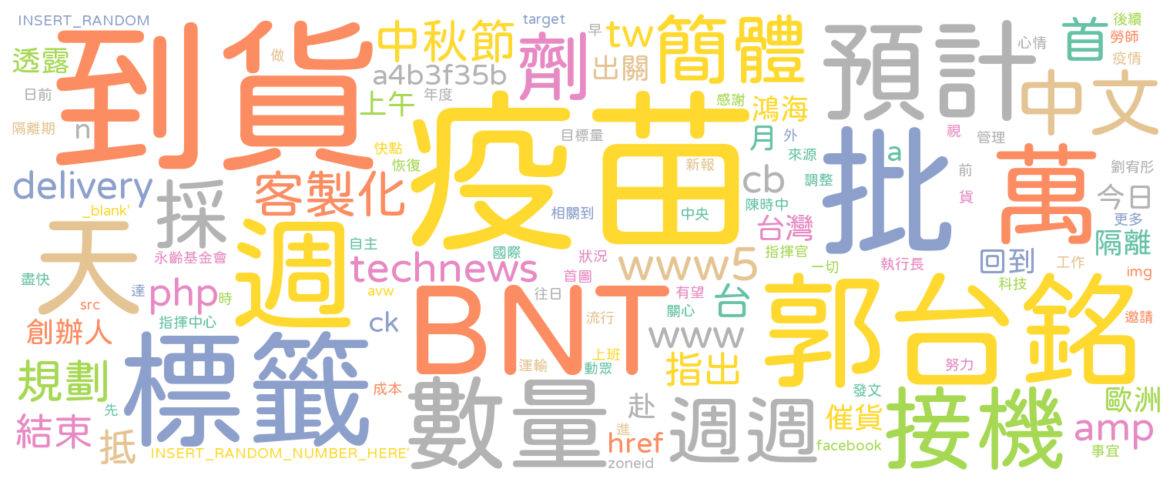 INSERT_RANDOM
到貨
做
中秋節
target
早
tw
簡體
預計
心情
首
後續
勞師
疫情
透露
日前
隔離期
n
a4b3f35b
上午
年度
劑
出關
疫苗
感謝
鴻海
月
外
來源
調整
批
a
視
管理
前
貨
中文
萬
劉宥彤
今日
更多
隔離
delivery
_blank'
採
客製化
快點
恢復
目標量
新報
cb
陳時中
相關到
中央
台灣
指揮官
天
永齡基金會
週
自主
technews
國際
狀況
首圖
www5
一切
執行長
回到
工作
img
科技
邀請
盡快
src
達
php
時
指揮中心
avw
ck
BNT
往日
流行
有望
關心
台
www
郭台銘
創辦人
規劃
標籤
成本
先
運輸
上班
動眾
指出
努力
結束
抵
INSERT_RANDOM_NUMBER_HERE'
數量
赴
進
href
zoneid
週週
發文
催貨
facebook
接機
歐洲
amp
事宜